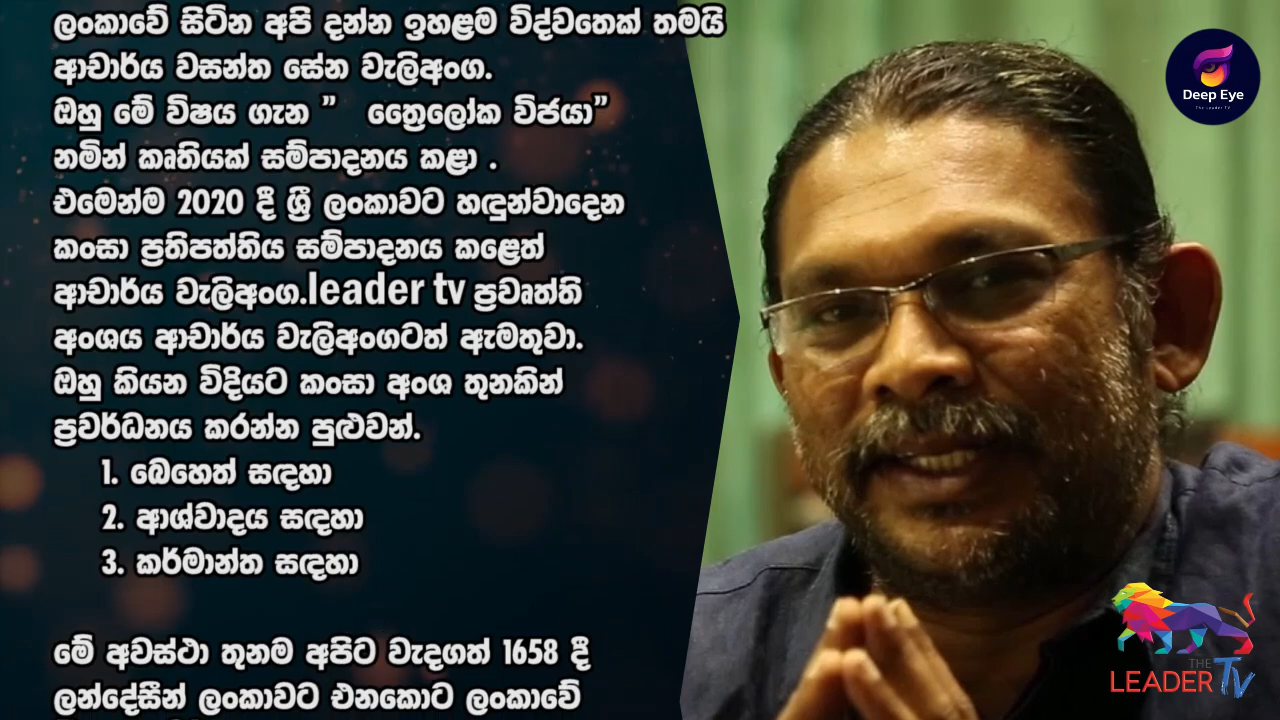 ලංකාවේ සිටින අපි දන්න ඉහළම විද්වතෙක් තමයි
ආචාර්ය වසන්ත සේන වැලිඅංග.
ඔහු මේ විෂය ගැන ” ත්‍රෛලෝක විජයා”
නමින් කෘතියක් සම්පාදනය කළා .
එමෙන්ම 2020 දී ශ්‍රී ලංකාවට හඳුන්වාදෙන
කංසා ප්‍රතිපත්තිය සම්පාදනය කළෙත්
ආචාර්ය වැලිඅංග.leader tv ප්‍රවෘත්ති
අංශය ආචාර්ය වැලිඅංගටත් ඇමතුවා.
ඔහු කියන විදියට කංසා අංශ තුනකින්
ප්‍රවර්ධනය කරන්න පුළුවන්.
1. බෙහෙත් සඳහා
2. ආශ්වාදය සඳහා
3. කර්මාන්ත සඳහා
මේ අවස්ථා තුනම අපිට වැදගත් 1658 දී
ලන්දේසීන් ලංකාවට එනකොට ලංකාවේ
Deep Eye
The Leader TV
THE
LEADER TV